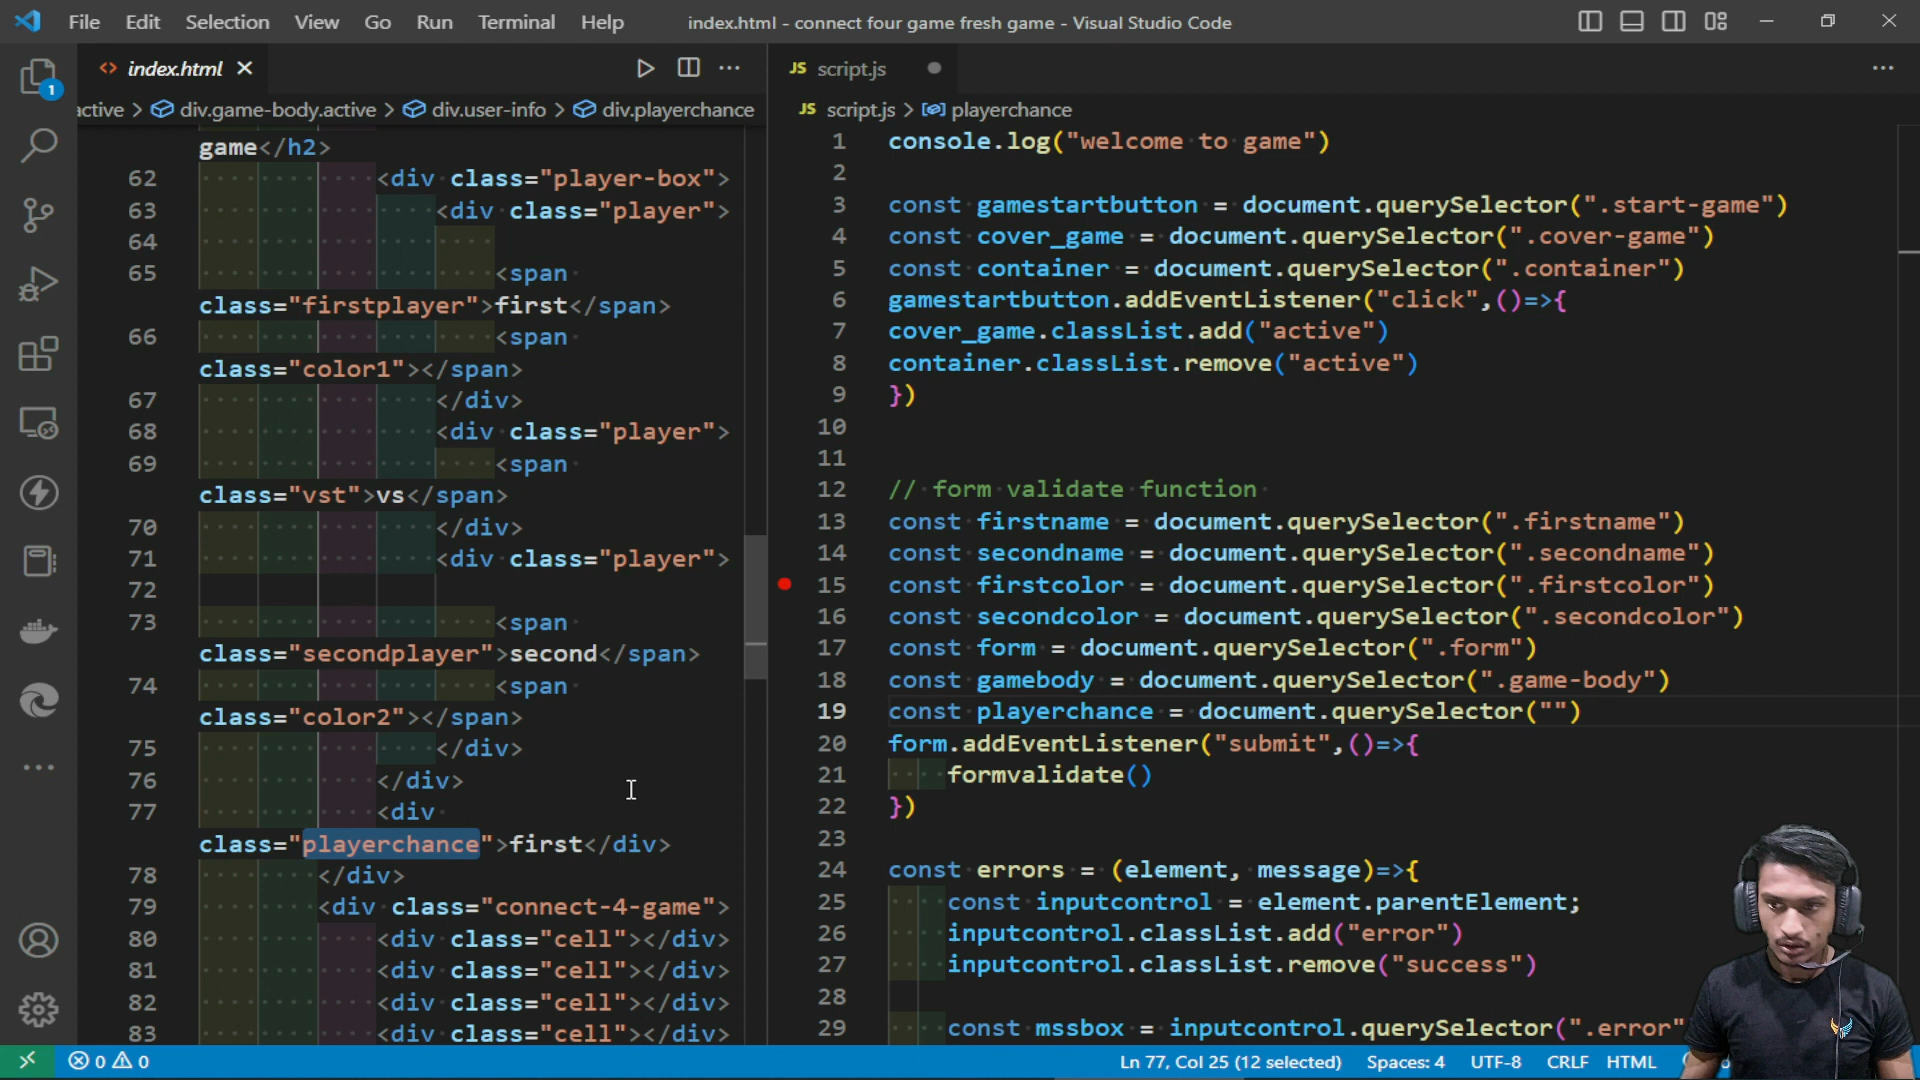 File Edit Selection View Go Run Terminal Help index.html - connect four game fresh game - Visual Studio Code
index.html
JS script.js
active > div.game-body.active > div.user-info > div.playerchance
JS script.js > playerchance
1
game</h2>
62 <div class="player-box">
63 <div class="player">
64
65 <span
class="firstplayer">first</span>
66 <span
class="color1"></span>
67 </div>
68 <div class="player">
69 <span
class="vst">vs</span>
70 </div>
71 <div class="player">
72
73 <span
class="secondplayer">second</span>
74 <span
class="color2"></span>
75 </div>
76 </div>
77 <div
class="playerchance">first</div>
78 </div>
79 <div class="connect-4-game">
80 <div class="cell"></div>
81 <div class="cell"></div>
82 <div class="cell"></div>
83 <div class="cell"></div>
1 console.log("welcome to game")
2
3 const gamestartbutton = document.querySelector(".start-game")
4 const cover_game = document.querySelector(".cover-game")
5 const container = document.querySelector(".container")
6 gamestartbutton.addEventListener("click",()=>{
7 cover_game.classList.add("active")
8 container.classList.remove("active")
9 })
10
11
12 // form validate function
13 const firstname = document.querySelector(".firstname")
14 const secondname = document.querySelector(".secondname")
15 const firstcolor = document.querySelector(".firstcolor")
16 const secondcolor = document.querySelector(".secondcolor")
17 const form = document.querySelector(".form")
18 const gamebody = document.querySelector(".game-body")
19 const playerchance = document.querySelector("")
20 form.addEventListener("submit",()=>{
21 formvalidate()
22 })
23
24 const errors = (element, message)=>{
25 const inputcontrol = element.parentElement;
26 inputcontrol.classList.add("error")
27 inputcontrol.classList.remove("success")
28
29 const mssbox = inputcontrol.querySelector(".error"
0 0 Ln 77, Col 25 (12 selected) Spaces: 4 UTF-8 CRLF HTML